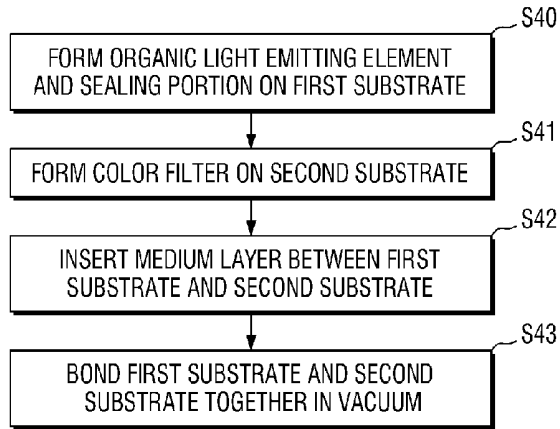 S40
FORM ORGANIC LIGHT EMITTING ELEMENT
AND SEALING PORTION ON FIRST SUBSTRATE
S41
FORM COLOR FILTER ON SECOND SUBSTRATE
S42
INSERT MEDIUM LAYER BETWEEN FIRST
SUBSTRATE AND SECOND SUBSTRATE
S43
BOND FIRST SUBSTRATE AND SECOND
SUBSTRATE TOGETHER IN VACUUM